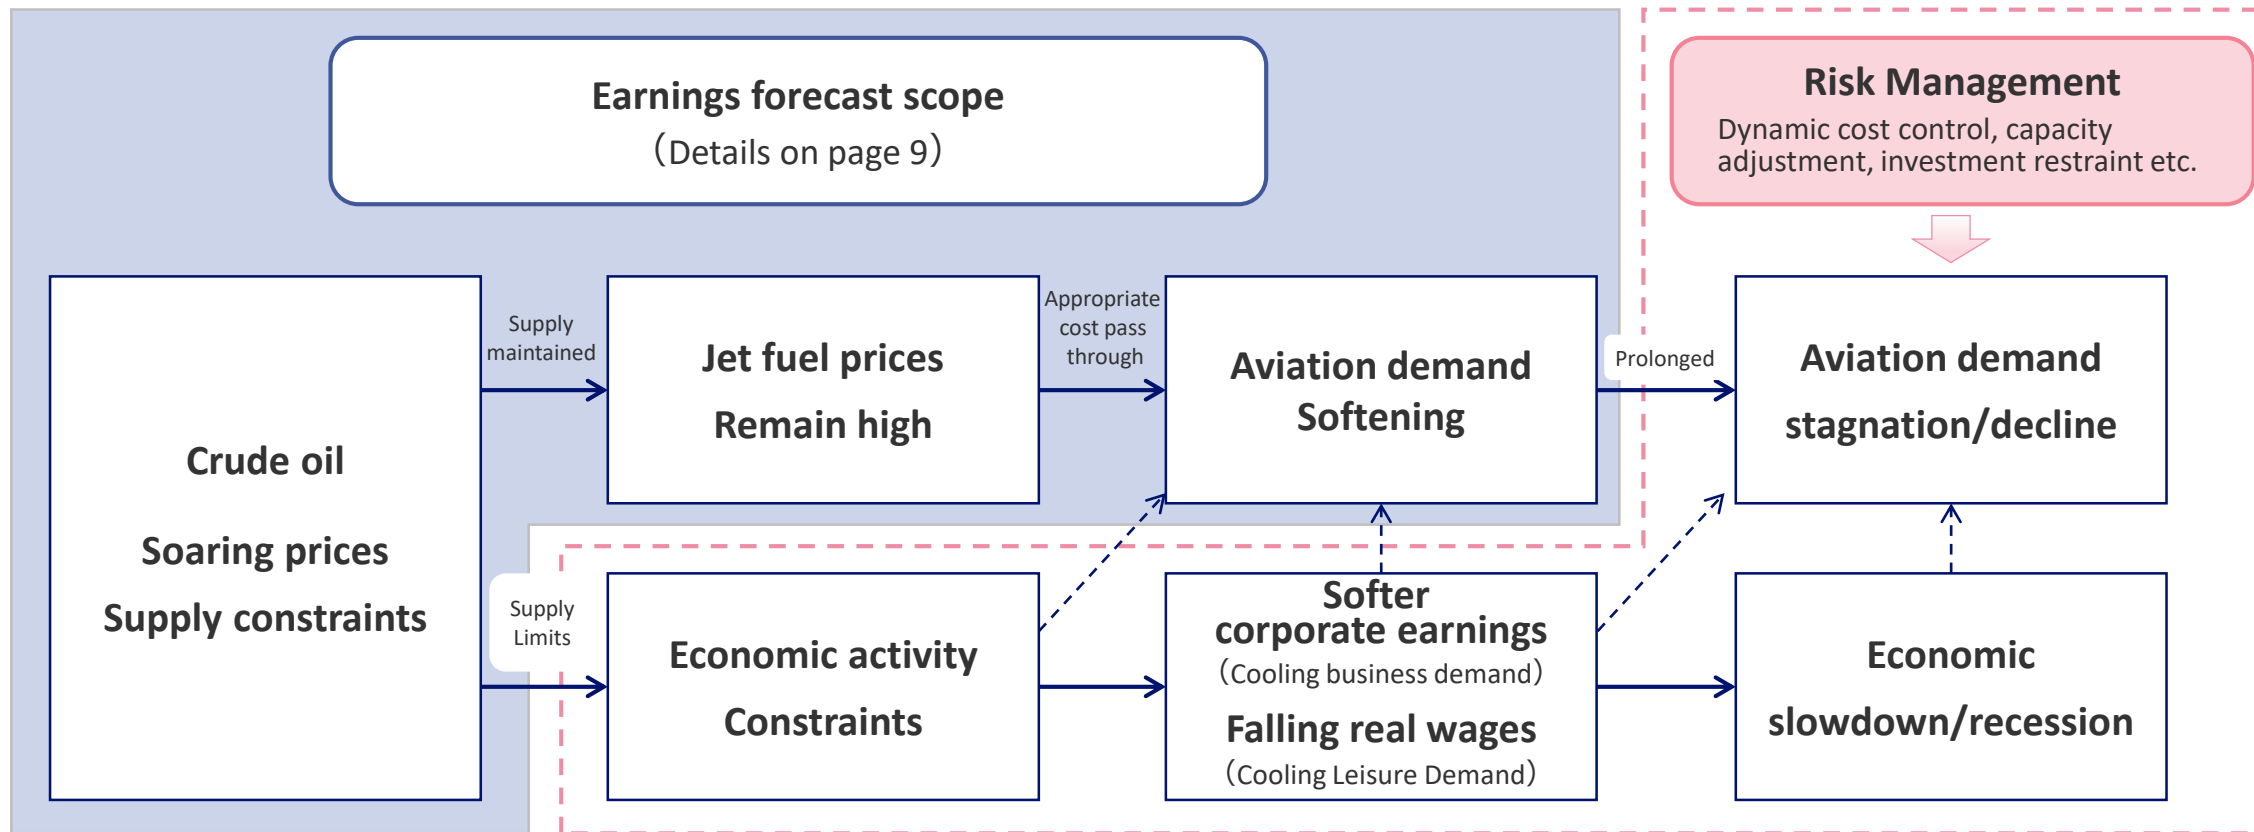 Earnings forecast scope
（Details on page 9）
Risk Management
Dynamic cost control, capacity
adjustment, investment restraint etc.
Crude oil
Soaring prices
Supply constraints
Supply
maintained
Jet fuel prices
Remain high
Appropriate
cost pass
through
Aviation demand
Softening
Prolonged
Aviation demand
stagnation/decline
Supply
Limits
Economic activity
Constraints
Softer
corporate earnings
（Cooling business demand）
Falling real wages
（Cooling Leisure Demand）
Economic
slowdown/recession